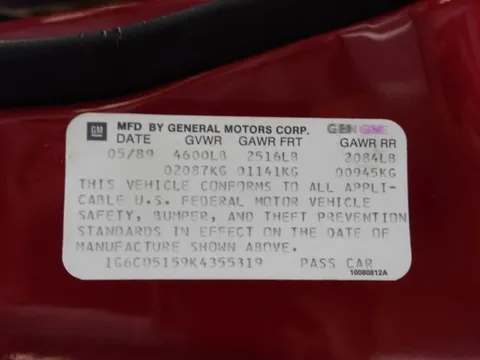 GM MFD BY GENERAL MOTORS CORP.
DATE GVWR GAWR FRT GAWR RR
05/89 4600LB 2516LB 2084LB
02087KG 01141KG 00945KG
THIS VEHICLE CONFORMS TO ALL APPLI-
CABLE U.S. FEDERAL MOTOR VEHICLE
SAFETY, BUMPER, AND THEFT PREVENTION
STANDARDS IN EFFECT ON THE DATE OF
MANUFACTURE SHOWN ABOVE.
1G6CD5159K4355319 PASS CAR
10080812A